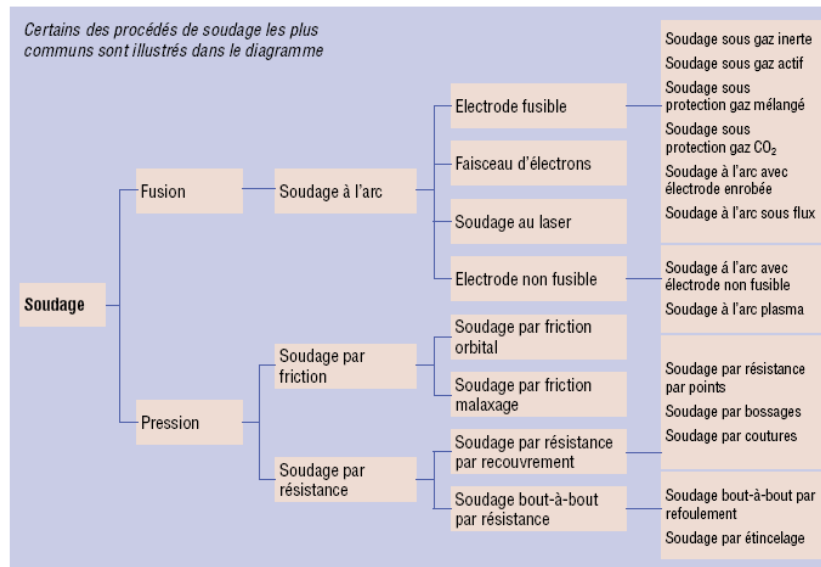 Certains des procédés de soudage les plus
communs sont illustrés dans le diagramme
Soudage
Fusion
Pression
Soudage à l'arc
Soudage par
friction
Soudage par
résistance
Electrode fusible
Faisceau d'électrons
Soudage au laser
Electrode non fusible
Soudage par friction
orbital
Soudage par friction
malaxage
Soudage par résistance
par recouvrement
Soudage bout-à-bout
par résistance
Soudage sous gaz inerte
Soudage sous gaz actif
Soudage sous
protection gaz mélangé
Soudage sous
protection gaz CO₂
Soudage à l'arc avec
électrode enrobée
Soudage à l'arc sous flux
Soudage á l'arc avec
électrode non fusible
Soudage à l'arc plasma
Soudage par résistance
par points
Soudage par bossages
Soudage par coutures
Soudage bout-à-bout par
refoulement
Soudage par étincelage